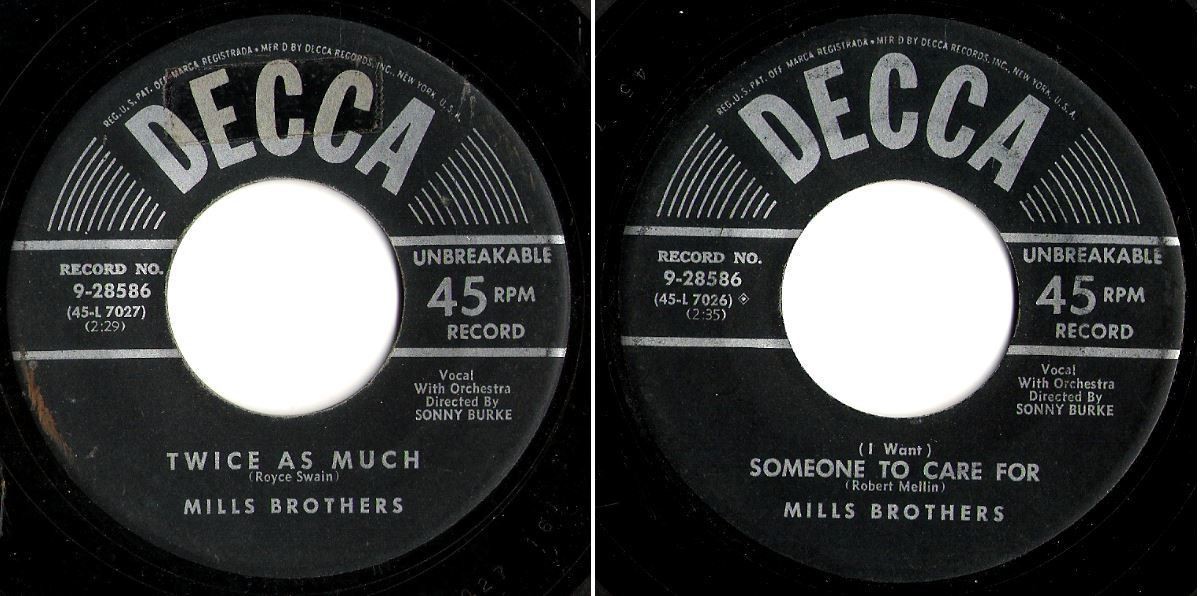 REG. U.S. PAT. OFF. MARCA REGISTRADA • MFR'D BY DECCA RECORDS, INC., NEW YORK, U.S.A.
DECCA
RECORD NO.
9-28586
(45-L 7027)
(2:29)
UNBREAKABLE
45 RPM
RECORD
Vocal
With Orchestra
Directed By
SONNY BURKE
TWICE AS MUCH
(Royce Swain)
MILLS BROTHERS
REG. U.S. PAT. OFF. MARCA REGISTRADA • MFR'D BY DECCA RECORDS, INC., NEW YORK, U.S.A.
DECCA
RECORD NO.
9-28586
(45-L 7026)
(2:35)
UNBREAKABLE
45 RPM
RECORD
Vocal
With Orchestra
Directed By
SONNY BURKE
(I Want)
SOMEONE TO CARE FOR
(Robert Mellin)
MILLS BROTHERS